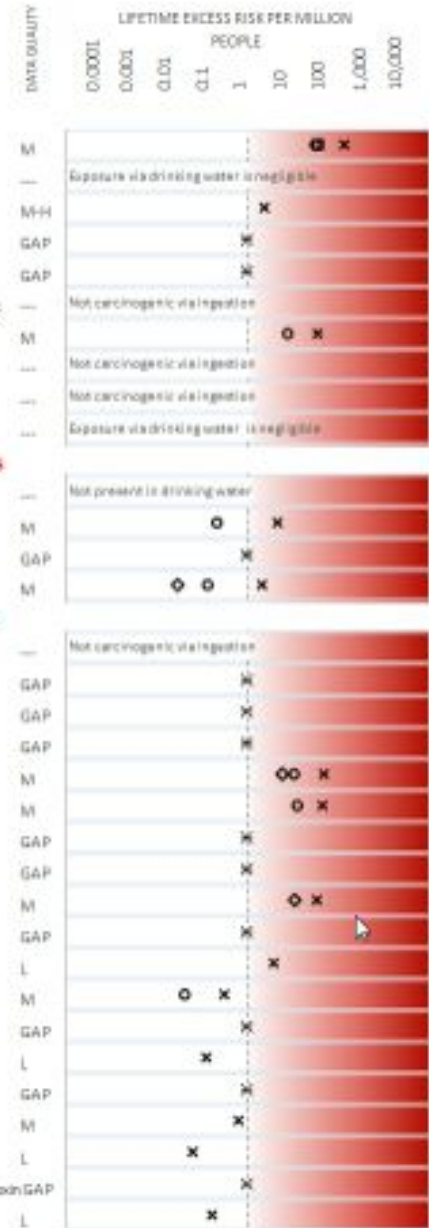 DATA QUALITY
LIFETIME EXCESS RISK PER MILLION
PEOPLE
0.0001
0.001
0.01
0.1
1
10
100
1,000
10,000
M
---
Exposure via drinking water is negligible
M-H
GAP
GAP
---
Not carcinogenic via ingestion
M
---
Not carcinogenic via ingestion
---
Not carcinogenic via ingestion
---
Exposure via drinking water is negligible
---
Not present in drinking water
M
GAP
M
---
Not carcinogenic via ingestion
GAP
GAP
GAP
M
M
GAP
GAP
M
GAP
L
M
GAP
L
GAP
M
L
GAP
L